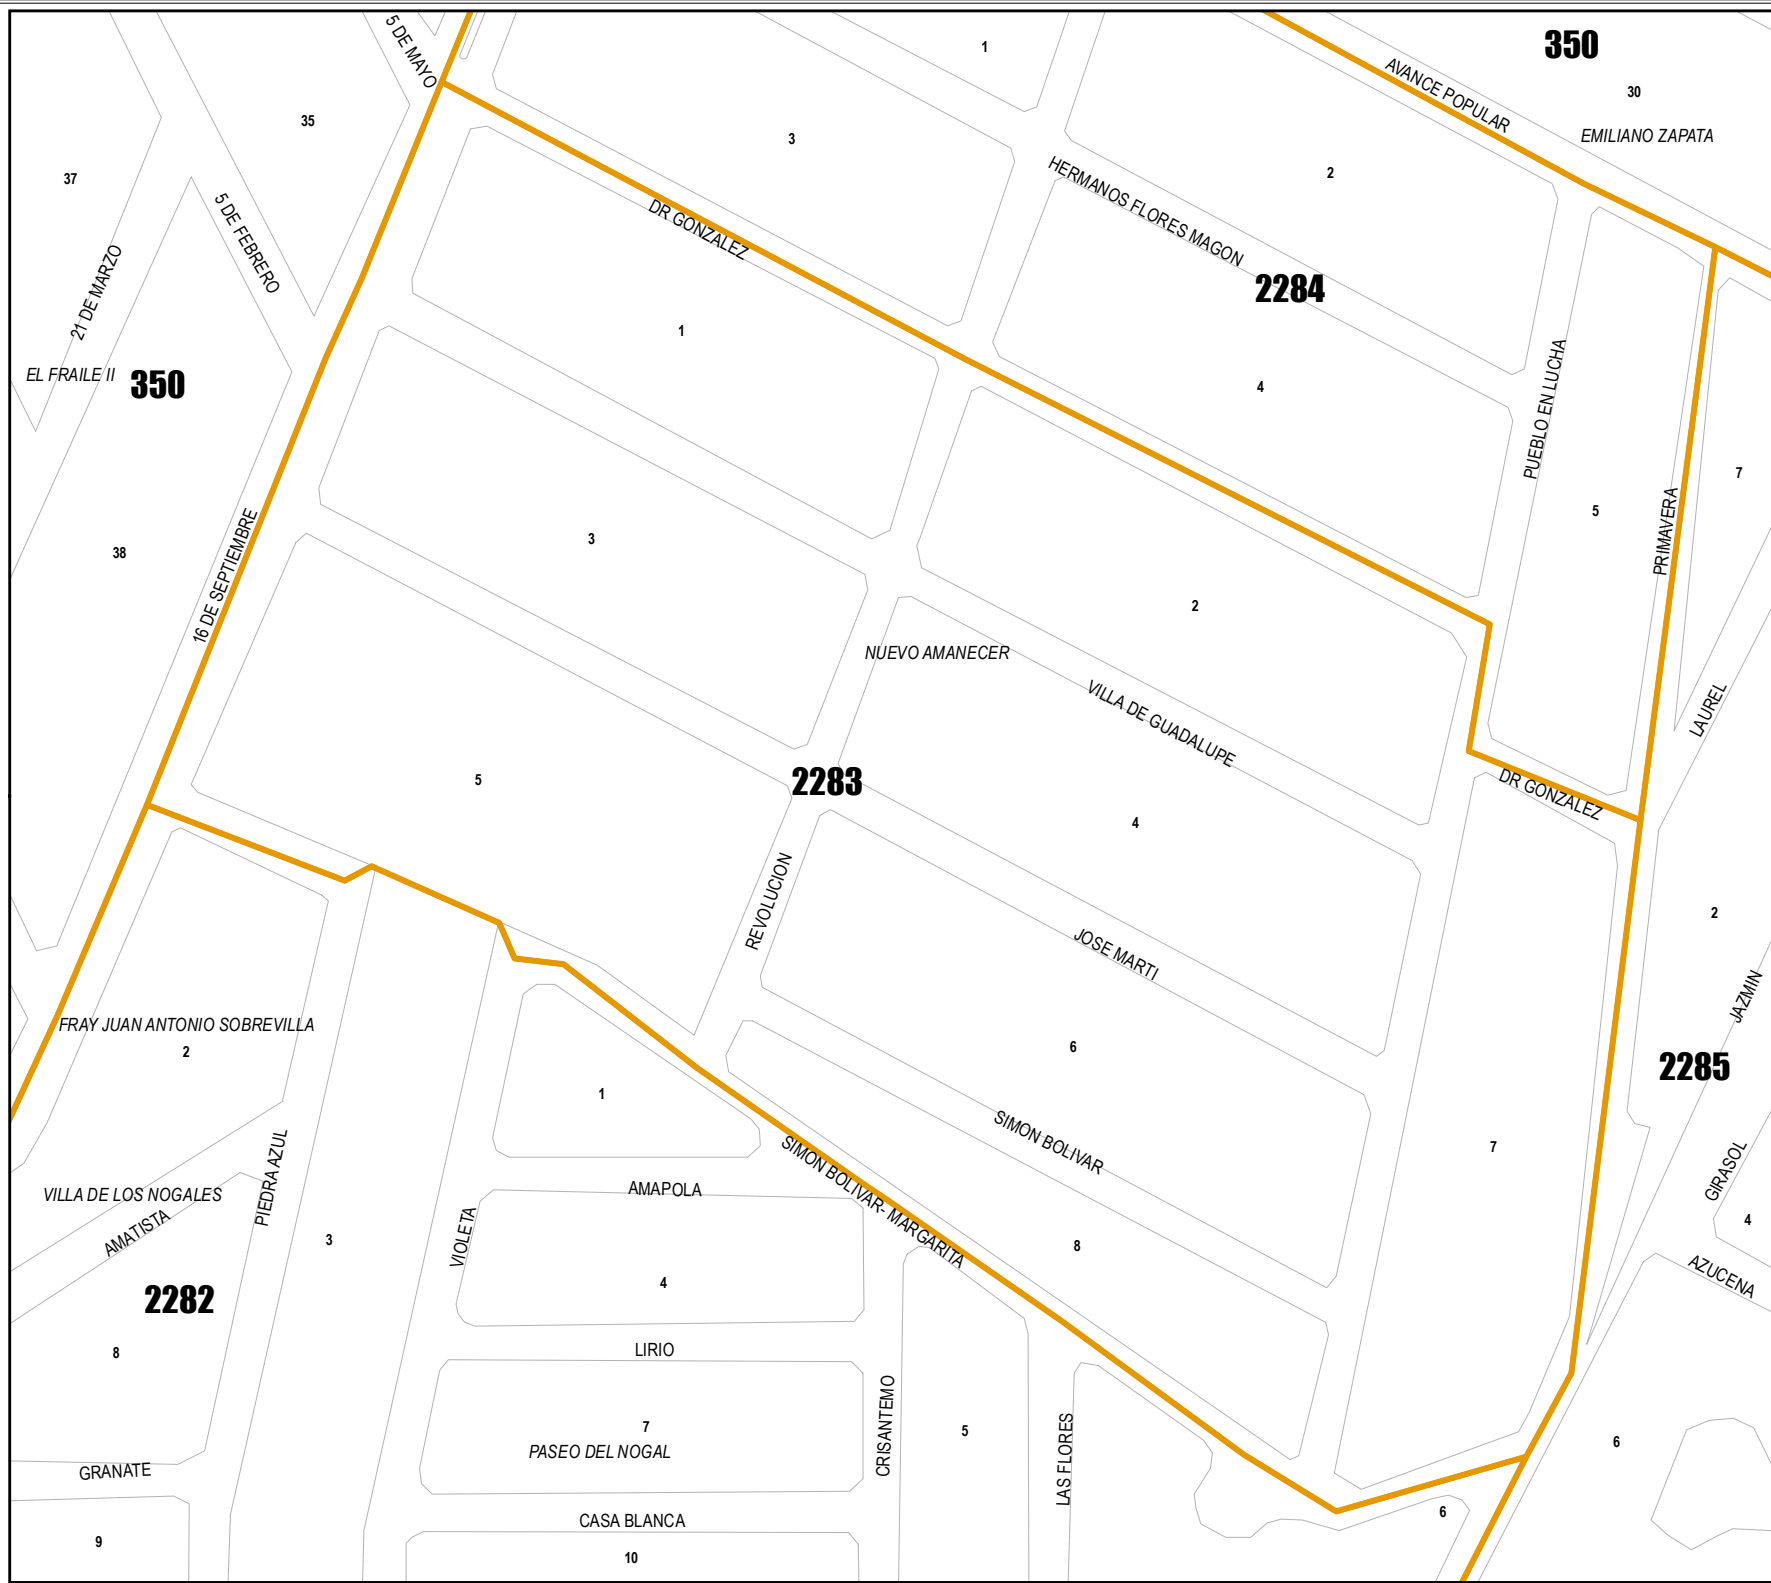 5 DE MAYO
1
350
AVANCE POPULAR
30
35
EMILIANO ZAPATA
3
2
37
HERMANOS FLORES MAGON
5 DE FEBRERO
DR GONZALEZ
21 DE MARZO
2284
1
EL FRAILE II
350
4
PUEBLO EN LUCHA
7
5
PRIMAVERA
3
38
16 DE SEPTIEMBRE
2
NUEVO AMANECER
VILLA DE GUADALUPE
LAUREL
5
2283
DR GONZALEZ
4
REVOLUCION
2
JOSE MARTI
JAZMIN
FRAY JUAN ANTONIO SOBREVILLA
2
6
2285
1
SIMON BOLIVAR
7
PIEDRA AZUL
SIMON BOLIVAR- MARGARITA
GIRASOL
VILLA DE LOS NOGALES
AMAPOLA
AMATISTA
VIOLETA
3
8
4
AZUCENA
2282
4
8
LIRIO
CRISANTEMO
7
5
LAS FLORES
PASEO DEL NOGAL
6
GRANATE
CASA BLANCA
6
9
10